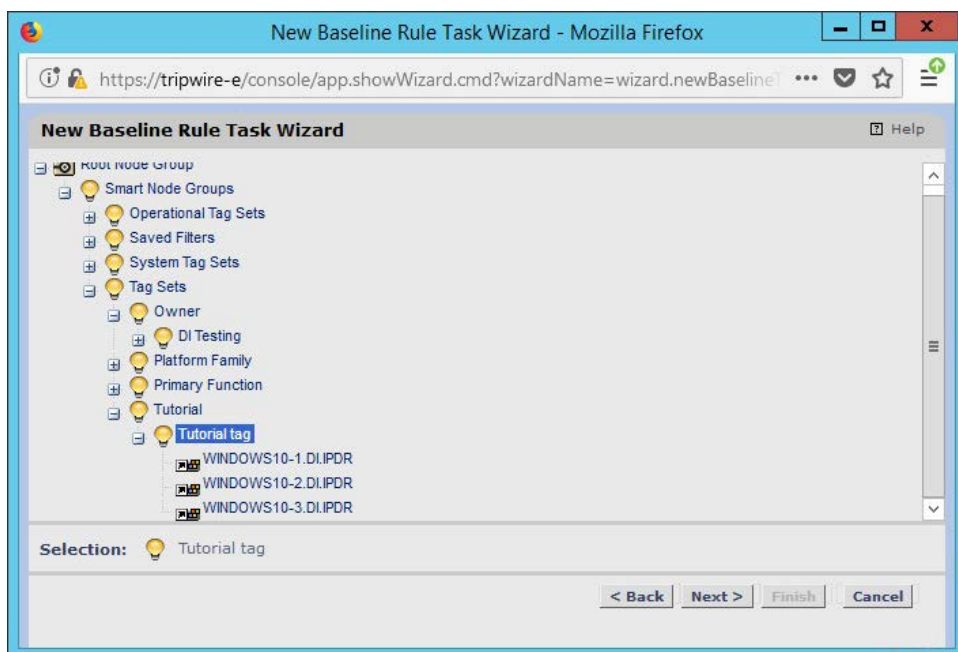 New Baseline Rule Task Wizard - Mozilla Firefox
https://tripwire-e/console/app.showWizard.cmd?wizardName=wizard.newBaseline
New Baseline Rule Task Wizard
? Help
Root Node Group
Smart Node Groups
Operational Tag Sets
Saved Filters
System Tag Sets
Tag Sets
Owner
DI Testing
Platform Family
Primary Function
Tutorial
Tutorial tag
WINDOWS10-1.DI.IPDR
WINDOWS10-2.DI.IPDR
WINDOWS10-3.DI.IPDR
Selection: Tutorial tag
< Back Next > Finish Cancel